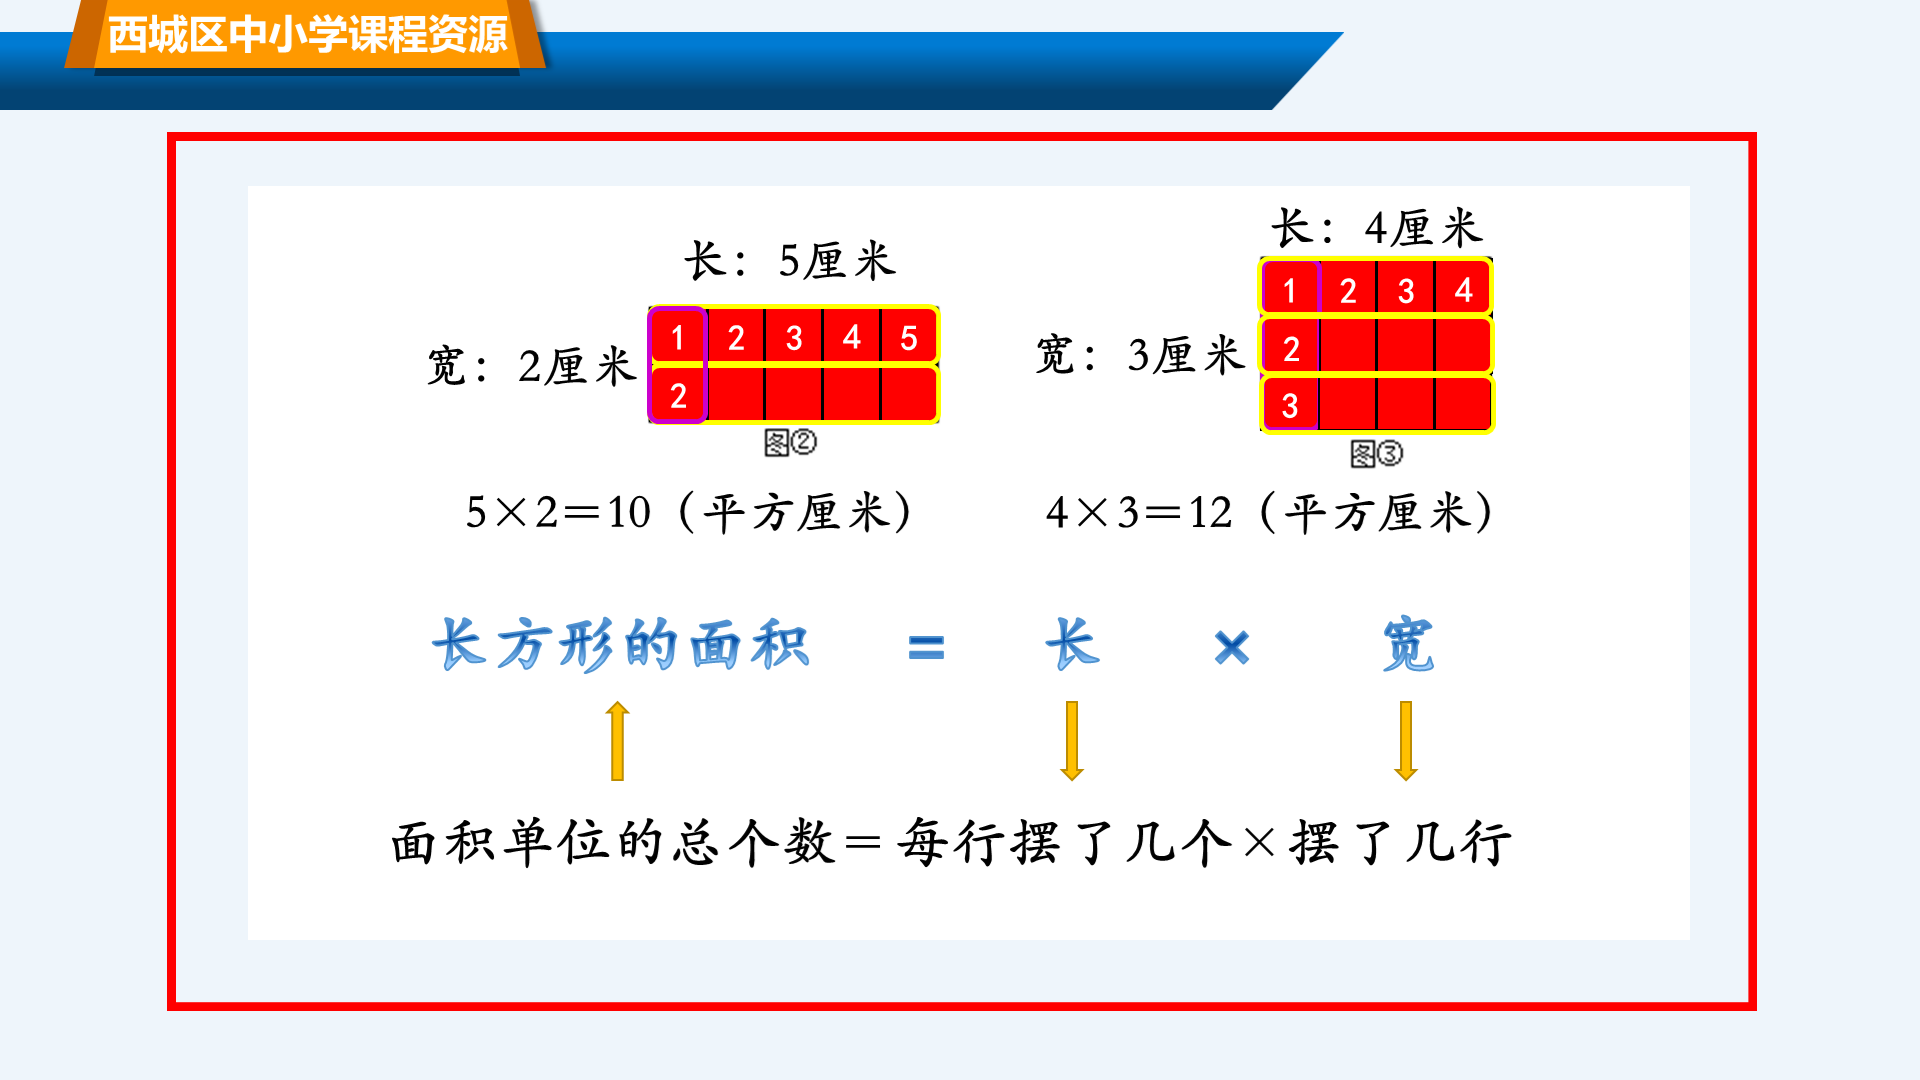 西城区中小学课程资源
长：5厘米
宽：2厘米
1 2 3 4 5
2
图②
5×2＝10（平方厘米）
长：4厘米
宽：3厘米
1 2 3 4
2
3
图③
4×3＝12（平方厘米）
长方形的面积 = 长 × 宽
面积单位的总个数＝每行摆了几个×摆了几行